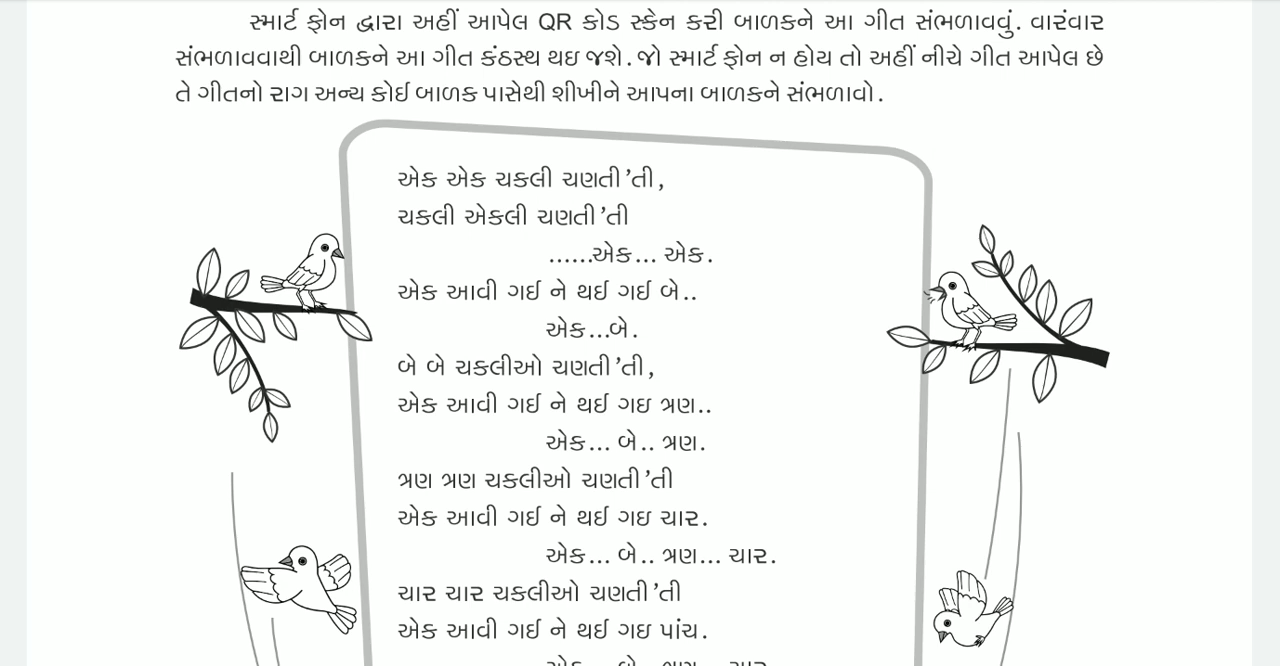 સ્માર્ટ ફોન દ્વારા અહીં આપેલ QR કોડ સ્કેન કરી બાળકને આ ગીત સંભળાવવું. વારંવાર
સંભળાવવાથી બાળકને આ ગીત કંઠસ્થ થઇ જશે. જો સ્માર્ટ ફોન ન હોય તો અહીં નીચે ગીત આપેલ છે
તે ગીતનો રાગ અન્ય કોઈ બાળક પાસેથી શીખીને આપના બાળકને સંભળાવો.
એક એક ચકલી ચણતી’તી,
ચકલી એકલી ચણતી’તી
......એક... એક.
એક આવી ગઈ ને થઈ ગઈ બે..
એક...બે.
બે બે ચકલીઓ ચણતી’તી,
એક આવી ગઈ ને થઈ ગઇ ત્રણ..
એક... બે.. ત્રણ.
ત્રણ ત્રણ ચકલીઓ ચણતી’તી
એક આવી ગઈ ને થઈ ગઇ ચાર.
એક... બે.. ત્રણ... ચાર.
ચાર ચાર ચકલીઓ ચણતી’તી
એક આવી ગઈ ને થઈ ગઇ પાંચ.